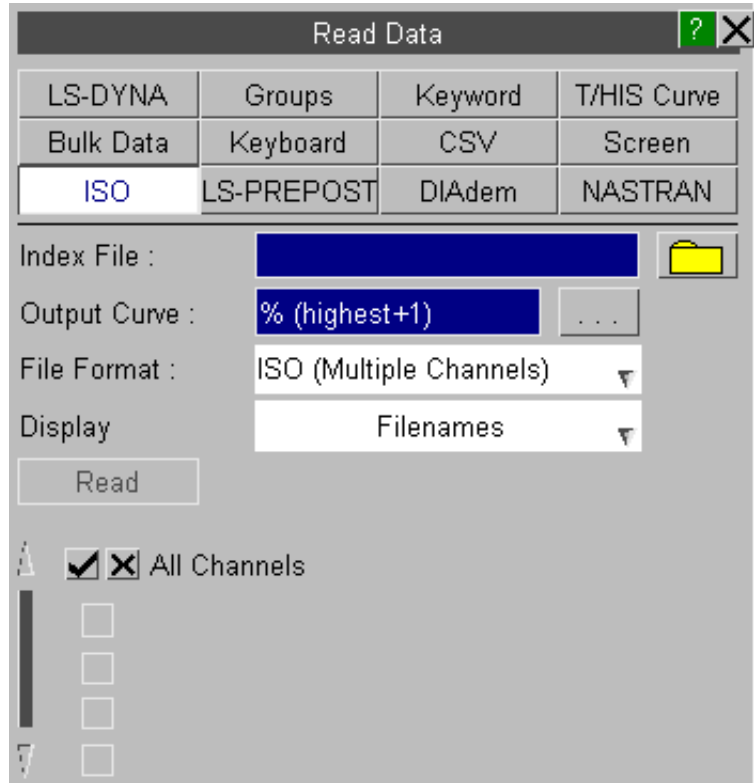 Read Data ?
LS-DYNA Groups Keyword T/HIS Curve
Bulk Data Keyboard CSV Screen
ISO LS-PREPOST DIAdem NASTRAN
Index File :
Output Curve : % (highest+1) . . .
File Format : ISO (Multiple Channels)
Display Filenames
Read
All Channels